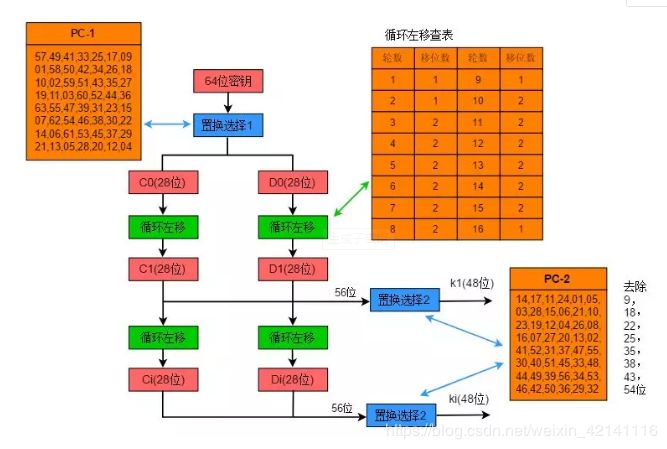 PC-1
57,49,41,33,25,17,09
01,58,50,42,34,26,18
10,02,59,51,43,35,27
19,11,03,60,52,44,36
63,55,47,39,31,23,15
07,62,54,46,38,30,22
14,06,61,53,45,37,29
21,13,05,28,20,12,04
64位密钥
置换选择1
循环左移查表
轮数 移位数 轮数 移位数
1 1 9 1
2 1 10 2
3 2 11 2
4 2 12 2
5 2 13 2
6 2 14 2
7 2 15 2
8 2 16 1
C0(28位) D0(28位)
循环左移 循环左移
C1(28位) D1(28位)
56位 置换选择2 k1(48位)
循环左移 循环左移
Ci(28位) Di(28位)
56位 置换选择2 ki(48位)
PC-2
14,17,11,24,01,05,
03,28,15,06,21,10,
23,19,12,04,26,08,
16,07,27,20,13,02,
41,52,31,37,47,55,
30,40,51,45,33,48,
44,49,39,56,34,53,
46,42,50,36,29,32
去除
9，
18，
22，
25，
35，
38，
43，
54位
https://blog.csdn.net/weixin_42141116